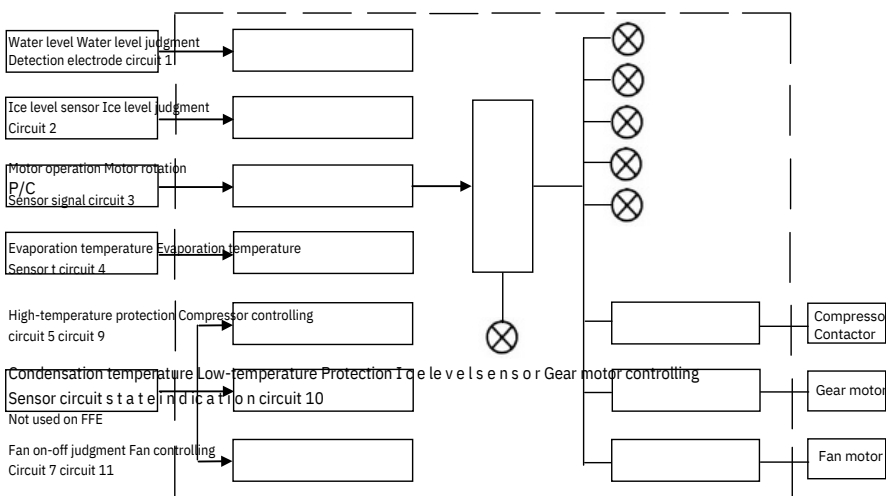 Water level Water level judgment
Detection electrode circuit 1
Ice level sensor Ice level judgment
Circuit 2
Motor operation Motor rotation
P/C
Sensor signal circuit 3
Evaporation temperature Evaporation temperature
Sensor t circuit 4
High-temperature protection Compressor controlling
circuit 5 circuit 9
Compresso
Contactor
Condensation temperature Low-temperature Protection I c e l e v e l s e n s o r Gear motor controlling
Sensor circuit s t a t e i n d i c a t i o n circuit 10
Gear motor
Not used on FFE
Fan on-off judgment Fan controlling
Circuit 7 circuit 11
Fan motor